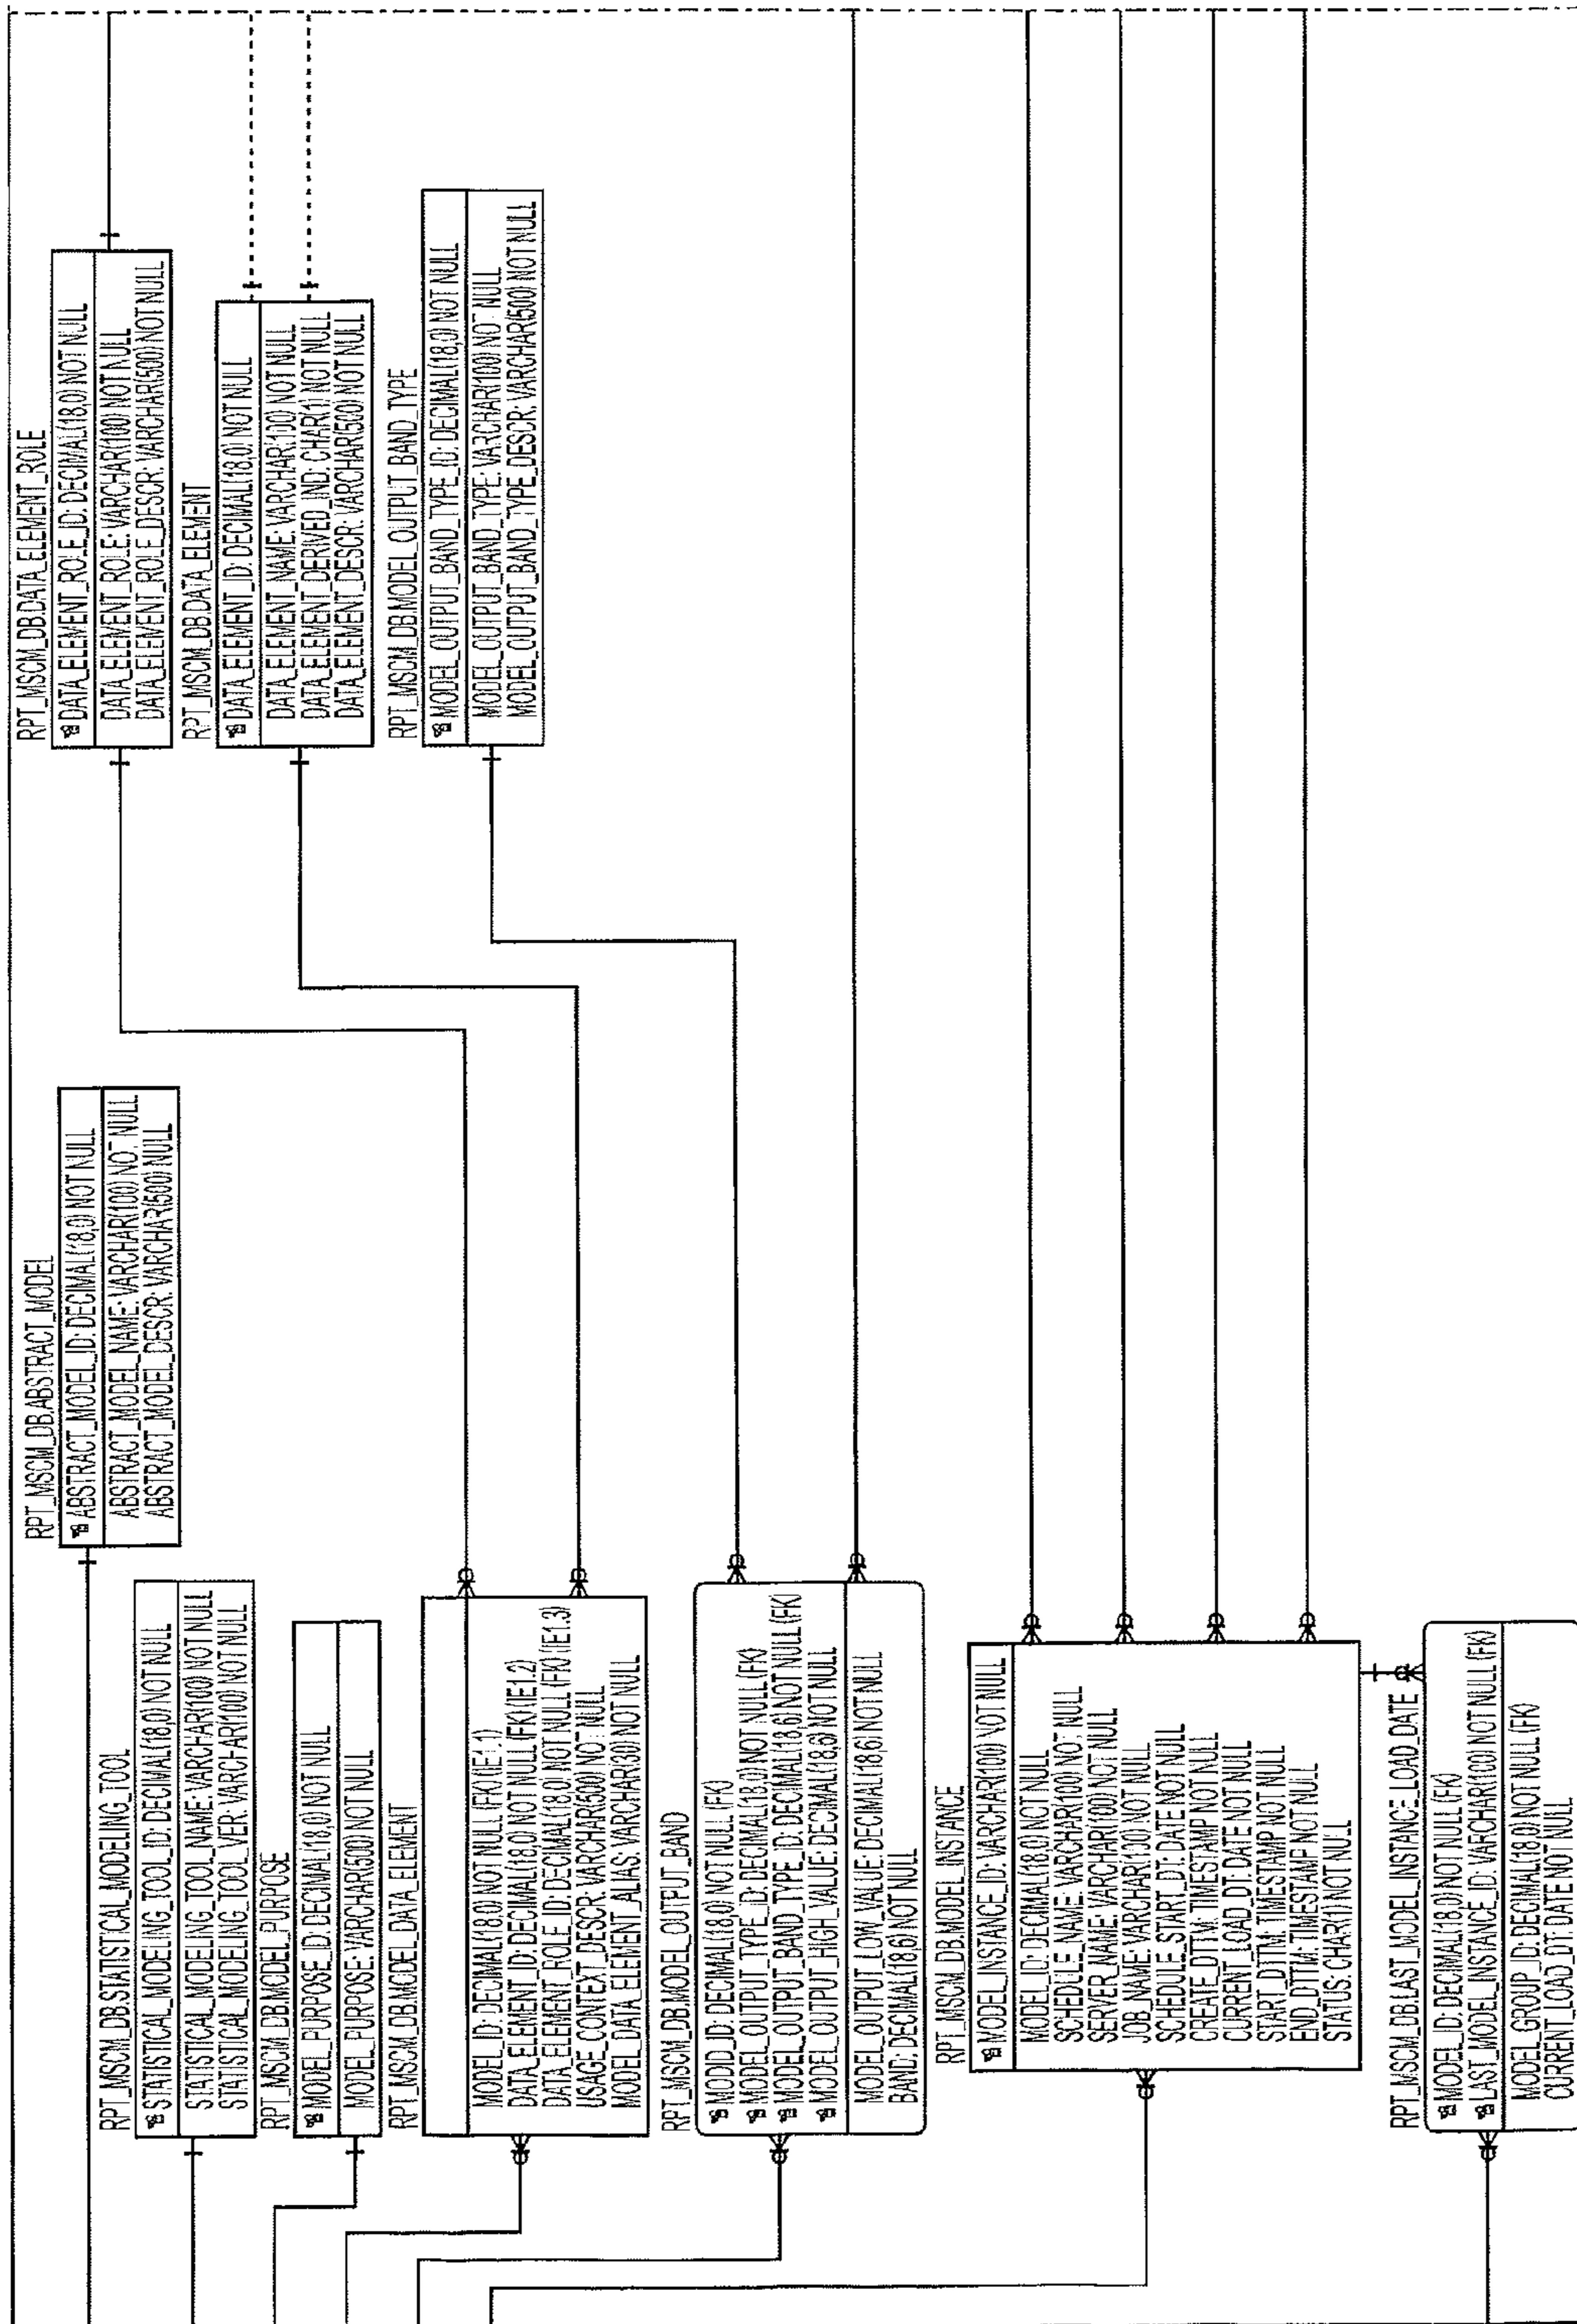 RPT_MSCM_DB.ABSTRACT_MODEL
ABSTRACT_MODEL_ID: DECIMAL(18,0) NOT NULL
ABSTRACT_MODEL_NAME: VARCHAR(100) NOT NULL
ABSTRACT_MODEL_DESCR: VARCHAR(500) NULL
RPT_MSCM_DB.STATISTICAL_MODELING_TOOL
STATISTICAL_MODELING_TOOL_ID: DECIMAL(18,0) NOT NULL
STATISTICAL_MODELING_TOOL_NAME: VARCHAR(100) NOT NULL
STATISTICAL_MODELING_TOOL_VER: VARCHAR(100) NOT NULL
RPT_MSCM_DB.MODEL_PURPOSE
MODEL_PURPOSE_ID: DECIMAL(18,0) NOT NULL
MODEL_PURPOSE: VARCHAR(500) NOT NULL
RPT_MSCM_DB.MODEL_DATA_ELEMENT
MODEL_ID: DECIMAL(18,0) NOT NULL (FK) (IE1.1)
DATA_ELEMENT_ID: DECIMAL(18,0) NOT NULL (FK) (IE1.2)
DATA_ELEMENT_ROLE_ID: DECIMAL(18,0) NOT NULL (FK) (IE1.3)
USAGE_CONTEXT_DESCR: VARCHAR(500) NOT NULL
MODEL_DATA_ELEMENT_ALIAS: VARCHAR(30) NOT NULL
RPT_MSCM_DB.MODEL_OUTPUT_BAND
MODID_ID: DECIMAL(18,0) NOT NULL (FK)
MODEL_OUTPUT_TYPE_ID: DECIMAL(18,0) NOT NULL (FK)
MODEL_OUTPUT_BAND_TYPE_ID: DECIMAL(18,6) NOT NULL (FK)
MODEL_OUTPUT_HIGH_VALUE: DECIMAL(18,6) NOT NULL
MODEL_OUTPUT_LOW_VALUE: DECIMAL(18,6) NOT NULL
BAND: DECIMAL(18,6) NOT NULL
RPT_MSCM_DB.MODEL_INSTANCE
MODEL_INSTANCE_ID: VARCHAR(100) NOT NULL
MODEL_ID: DECIMAL(18,0) NOT NULL
SCHEDULE_NAME: VARCHAR(100) NOT NULL
SERVER_NAME: VARCHAR(100) NOT NULL
JOB_NAME: VARCHAR(100) NOT NULL
SCHEDULE_START_DT: DATE NOT NULL
CREATE_DTTM: TIMESTAMP NOT NULL
CURRENT_LOAD_DT: DATE NOT NULL
START_DTTM: TIMESTAMP NOT NULL
END_DTTM: TIMESTAMP NOT NULL
STATUS: CHAR(1) NOT NULL
RPT_MSCM_DB.LAST_MODEL_INSTANCE_LOAD_DATE
MODEL_ID: DECIMAL(18,0) NOT NULL (FK)
LAST_MODEL_INSTANCE_ID: VARCHAR(100) NOT NULL (FK)
MODEL_GROUP_ID: DECIMAL(18,0) NOT NULL (FK)
CURRENT_LOAD_DT: DATE NOT NULL
RPT_MSCM_DB.DATA_ELEMENT_ROLE
DATA_ELEMENT_ROLE_ID: DECIMAL(18,0) NOT NULL
DATA_ELEMENT_ROLE: VARCHAR(100) NOT NULL
DATA_ELEMENT_ROLE_DESCR: VARCHAR(500) NOT NULL
RPT_MSCM_DB.DATA_ELEMENT
DATA_ELEMENT_ID: DECIMAL(18,0) NOT NULL
DATA_ELEMENT_NAME: VARCHAR(100) NOT NULL
DATA_ELEMENT_DERIVED_IND: CHAR(1) NOT NULL
DATA_ELEMENT_DESCR: VARCHAR(500) NOT NULL
RPT_MSCM_DB.MODEL_OUTPUT_BAND_TYPE
MODEL_OUTPUT_BAND_TYPE_ID: DECIMAL(18,0) NOT NULL
MODEL_OUTPUT_BAND_TYPE: VARCHAR(100) NOT NULL
MODEL_OUTPUT_BAND_TYPE_DESCR: VARCHAR(500) NOT NULL